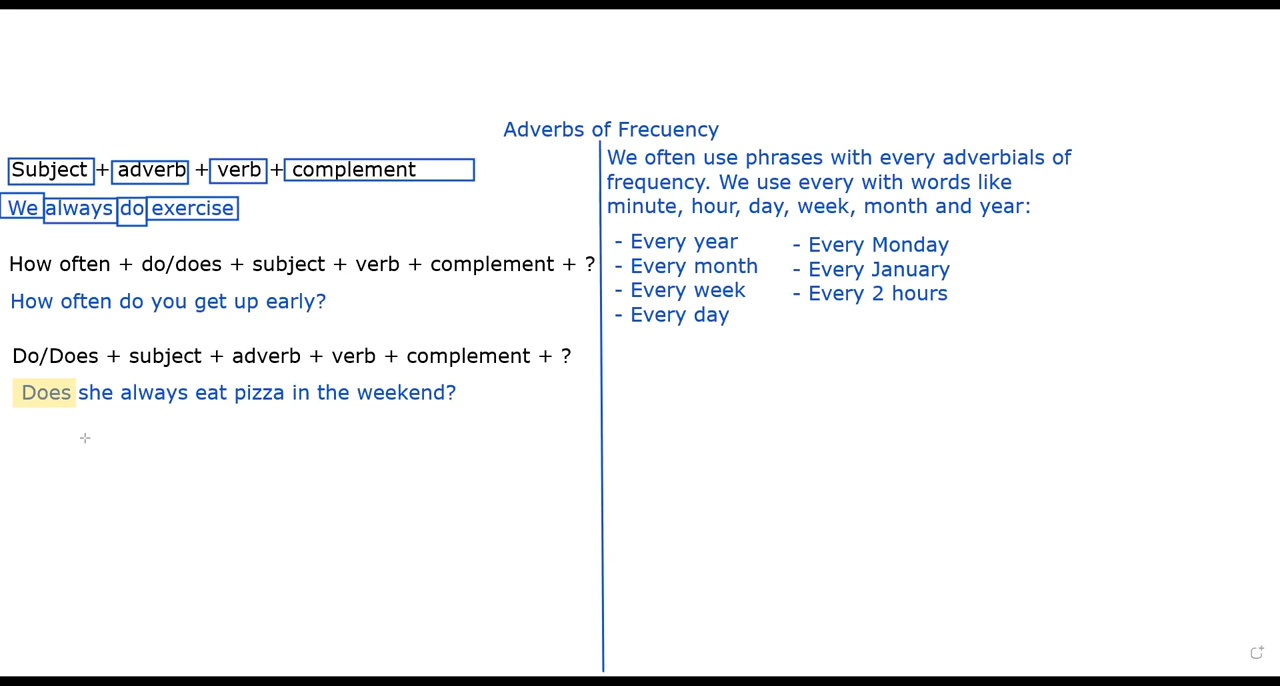 Adverbs of Frecuency
Subject + adverb + verb + complement
We always do exercise
How often + do/does + subject + verb + complement + ?
How often do you get up early?
Do/Does + subject + adverb + verb + complement + ?
Does she always eat pizza in the weekend?
We often use phrases with every adverbials of
frequency. We use every with words like
minute, hour, day, week, month and year:
- Every year
- Every month
- Every week
- Every day
- Every Monday
- Every January
- Every 2 hours